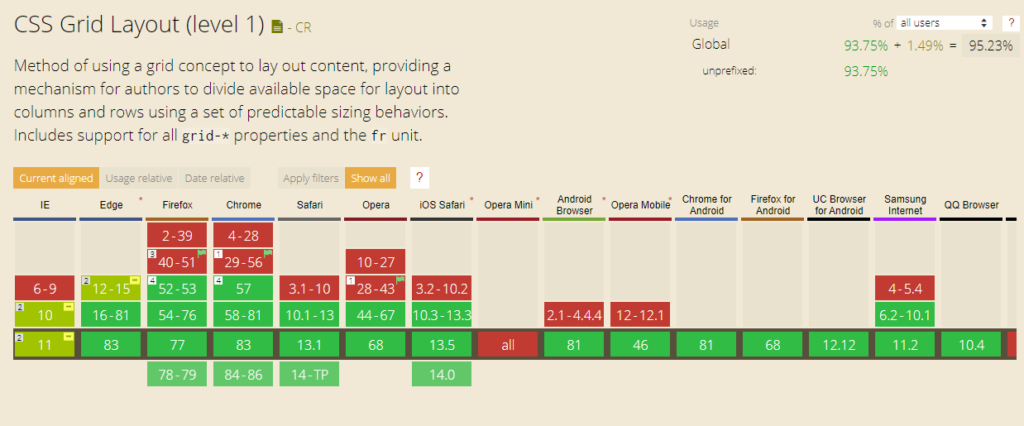 CSS Grid Layout (level 1) - CR
Usage % of all users ?
Global 93.75% + 1.49% = 95.23%
unprefixed: 93.75%
Method of using a grid concept to lay out content, providing a
mechanism for authors to divide available space for layout into
columns and rows using a set of predictable sizing behaviors.
Includes support for all grid-* properties and the fr unit.
Current aligned Usage relative Date relative Apply filters Show all ?
IE Edge * Firefox Chrome Safari Opera iOS Safari * Opera Mini * Android Browser * Opera Mobile * Chrome for Android Firefox for Android UC Browser for Android Samsung Internet QQ Browser
2-39 4-28
3 40-51 1 29-56 10-27
6-9 2 12-15 4 52-53 4 57 3.1-10 1 28-43 3.2-10.2 4-5.4
2 10 16-81 54-76 58-81 10.1-13 44-67 10.3-13.3 2.1-4.4.4 12-12.1 6.2-10.1
2 11 83 77 83 13.1 68 13.5 all 81 46 81 68 12.12 11.2 10.4
78-79 84-86 14-TP 14.0